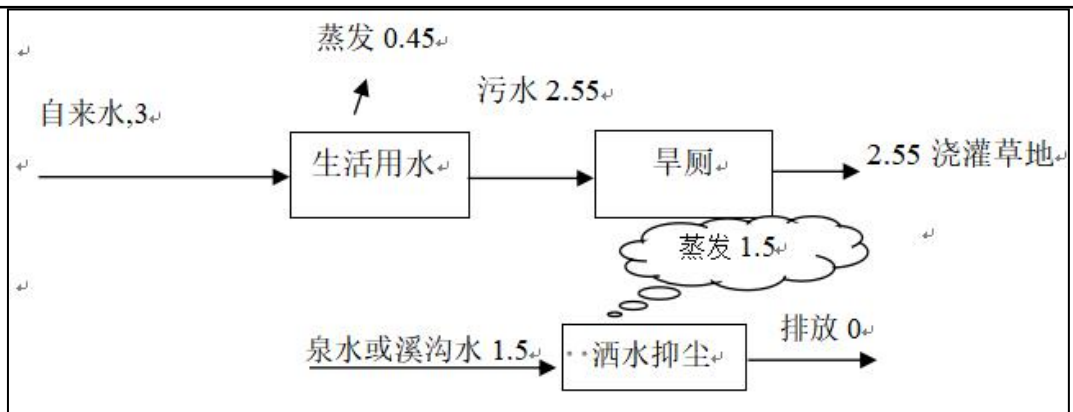 蒸发 0.45
自来水,3
污水 2.55
生活用水
旱厕
2.55 浇灌草地
蒸发 1.5
泉水或溪沟水 1.5
洒水抑尘
排放 0